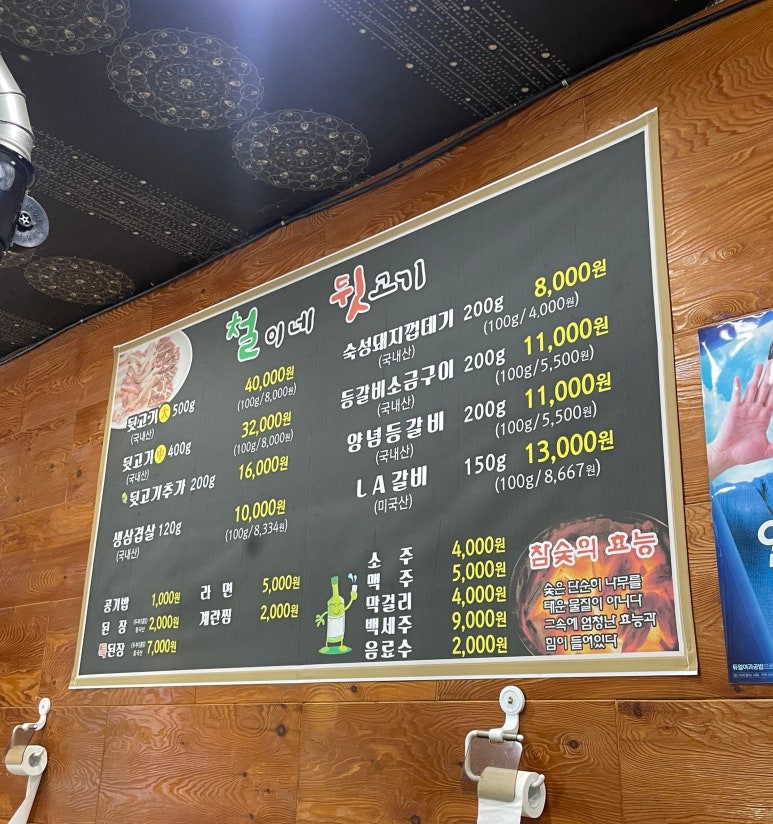 철이네 뒷고기
뒷고기 大 500g 40,000원
(국내산) (100g/8,000원)
뒷고기 中 400g 32,000원
(국내산) (100g/8,000원)
뒷고기추가 200g 16,000원
생삼겹살 120g 10,000원
(국내산) (100g/8,334원)
숙성돼지껍데기 200g 8,000원
(국내산) (100g/4,000원)
등갈비소금구이 200g 11,000원
(국내산) (100g/5,500원)
양념등갈비 200g 11,000원
(국내산) (100g/5,500원)
LA갈비 150g 13,000원
(미국산) (100g/8,667원)
공기밥 1,000원
된장 2,000원
특된장 7,000원
라면 5,000원
계란찜 2,000원
소주 4,000원
맥주 5,000원
막걸리 4,000원
백세주 9,000원
음료수 2,000원
참숯의 효능
숯은 단순히 나무를
태운 물질이 아니다
그속에 엄청난 효능과
힘이 들어있다